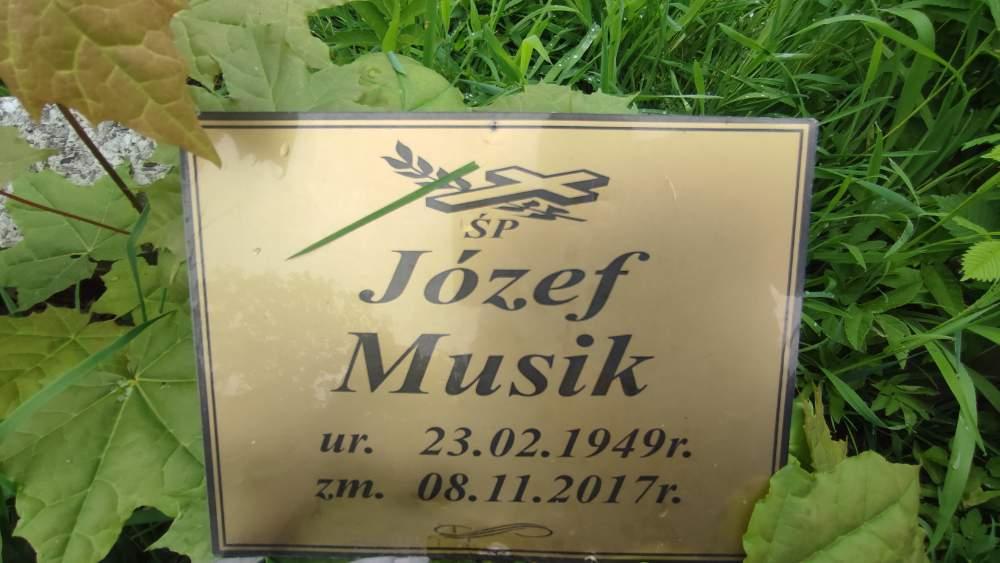 ŚP
Józef
Musik
ur. 23.02.1949r.
zm. 08.11.2017r.